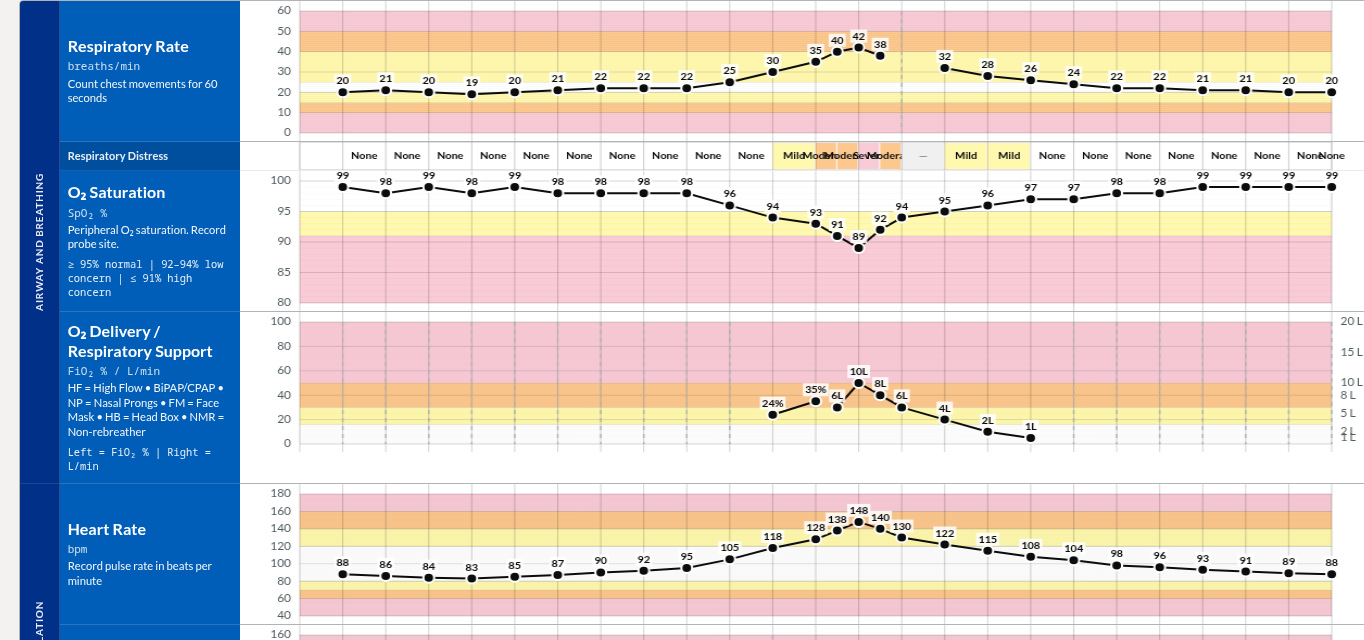 AIRWAY AND BREATHING
Respiratory Rate
breaths/min
Count chest movements for 60
seconds
60
50
40
30
20
10
0
20 21 20 19 20 21 22 22 22 25 30 35 40 42 38 32 28 26 24 22 22 21 21 20 20
Respiratory Distress
None None None None None None None None None None Mild Moderate Moderate Severe Modera — Mild Mild None None None None None None None None
O₂ Saturation
SpO₂ %
Peripheral O₂ saturation. Record
probe site.
≥ 95% normal | 92–94% low
concern | ≤ 91% high
concern
100
95
90
85
80
99 98 99 98 99 98 98 98 98 96 94 93 91 89 92 94 95 96 97 97 98 98 99 99 99 99
O₂ Delivery /
Respiratory Support
FiO₂ % / L/min
HF = High Flow • BiPAP/CPAP •
NP = Nasal Prongs • FM = Face
Mask • HB = Head Box • NMR =
Non-rebreather
Left = FiO₂ % | Right =
L/min
100
80
60
40
20
0
24% 35% 6L 10L 8L 6L 4L 2L 1L
20 L
15 L
10 L
8 L
5 L
2 L
1 L
Heart Rate
bpm
Record pulse rate in beats per
minute
180
160
140
120
100
80
60
40
88 86 84 83 85 87 90 92 95 105 118 128 138 148 140 130 122 115 108 104 98 96 93 91 89 88
LATION
160